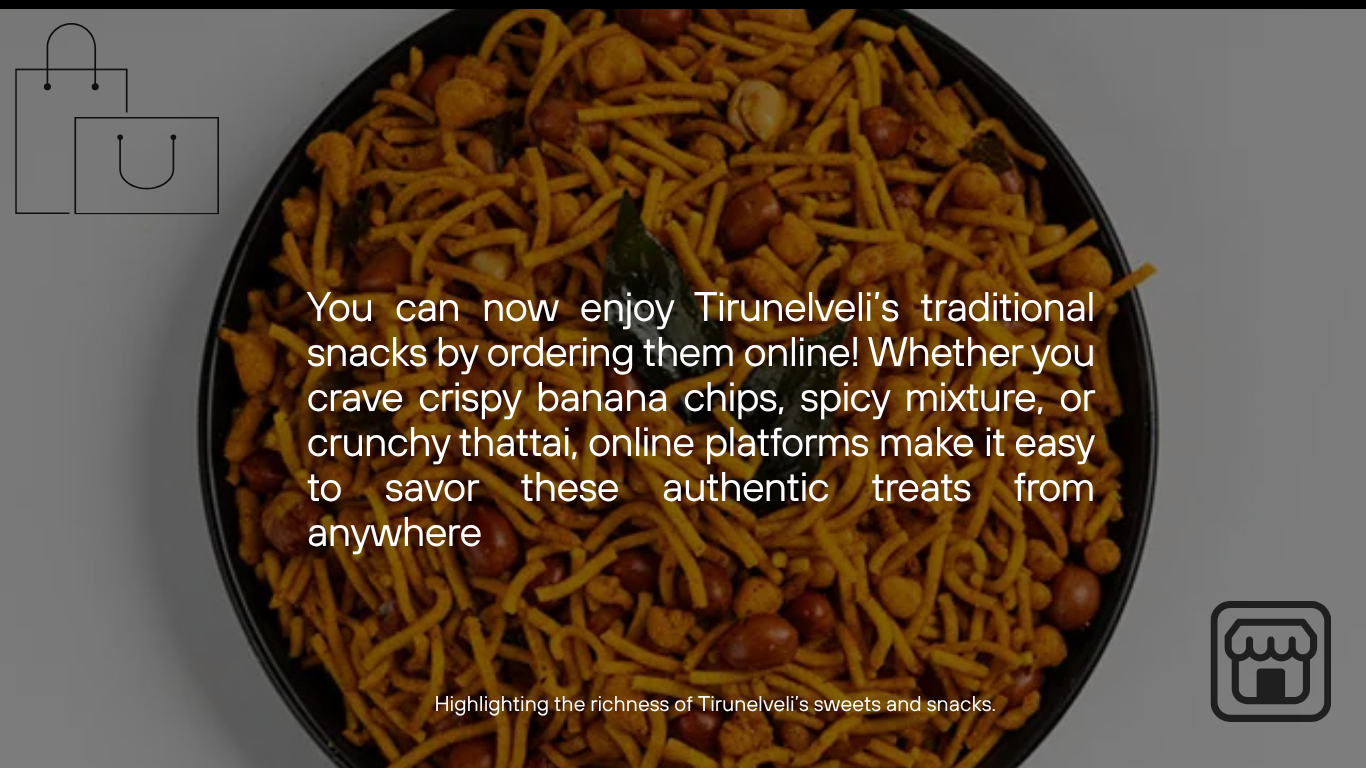 You can now enjoy Tirunelveli’s traditional
snacks by ordering them online! Whether you
crave crispy banana chips, spicy mixture, or
crunchy thattai, online platforms make it easy
to savor these authentic treats from
anywhere
Highlighting the richness of Tirunelveli’s sweets and snacks.